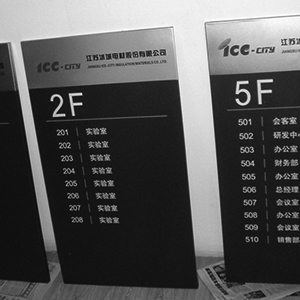 ICC-CITY 江苏冰城电材股份有限公司
JIANGSU ICE-CITY INSULATION MATERIALS CO.,LTD.
2F
201 实验室
202 实验室
203 实验室
204 实验室
205 实验室
206 实验室
207 实验室
208 实验室
ICC-CITY 江苏冰
JIANGSU
5F
501 会客室
502 研发中心
503 办公室
504 财务部
505 办公室
506 总经理
507 会议室
508 办公室
509 会议室
510 销售部